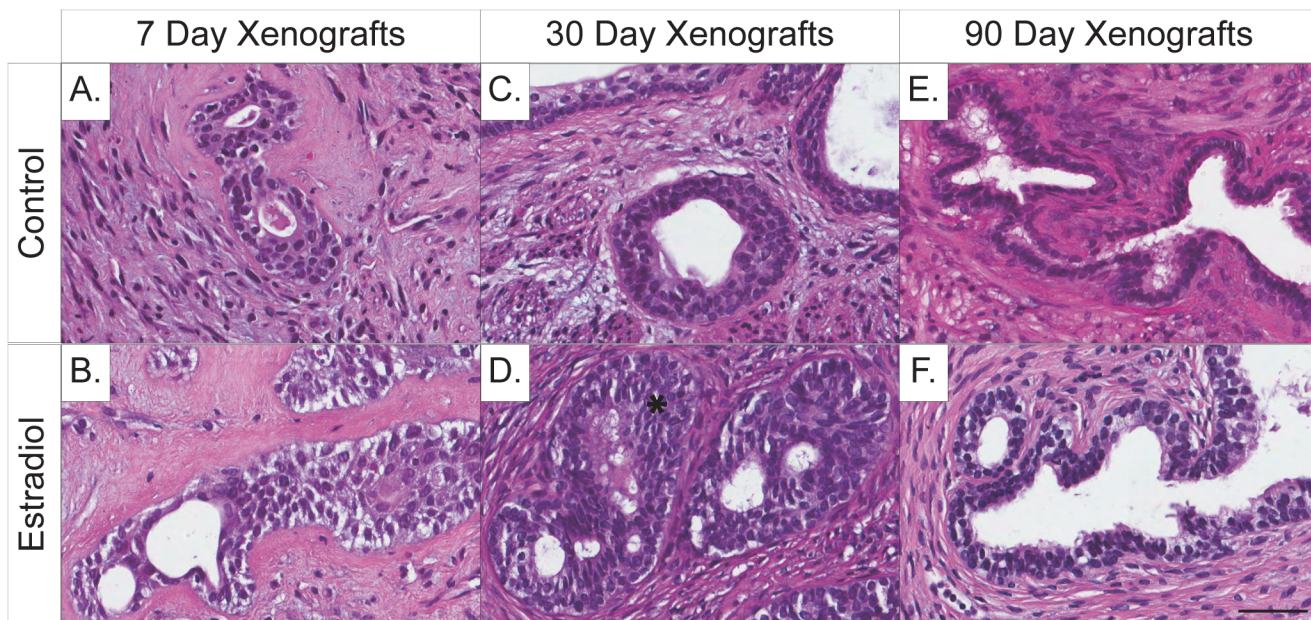 7 Day Xenografts
30 Day Xenografts
90 Day Xenografts
Control
A.
C.
E.
Estradiol
B.
D.
*
F.